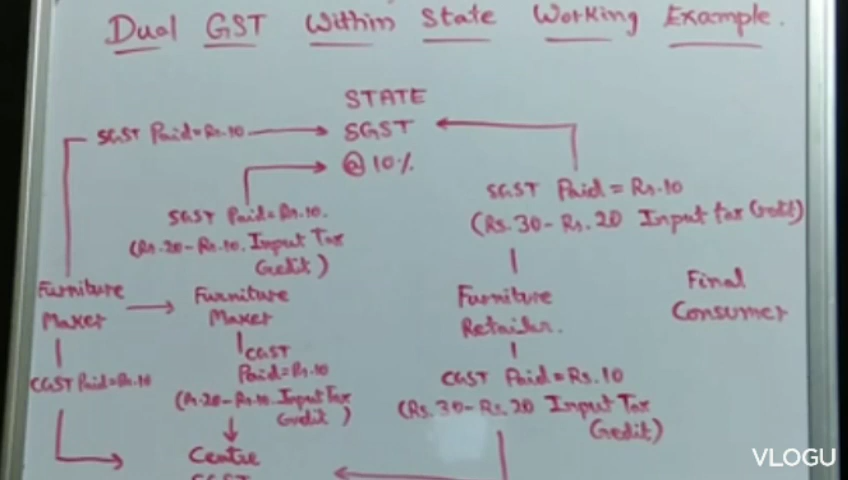 Dual GST Within State Working Example.
STATE
SGST Paid = Rs.10
SGST
@ 10%
SGST Paid = Rs.10
(Rs.30 - Rs.20 Input tax Credit)
SGST Paid = Rs.10.
(Rs.20 - Rs.10. Input Tax
Credit)
Furniture
Maker
Furniture
Maker
Furniture
Retailer.
Final
Consumer
CGST Paid = Rs.10
CGST
Paid = Rs.10
(Rs.20 - Rs.10. Input Tax
Credit)
CGST Paid = Rs.10
(Rs.30 - Rs.20 Input Tax
Credit)
Centre
VLOGU